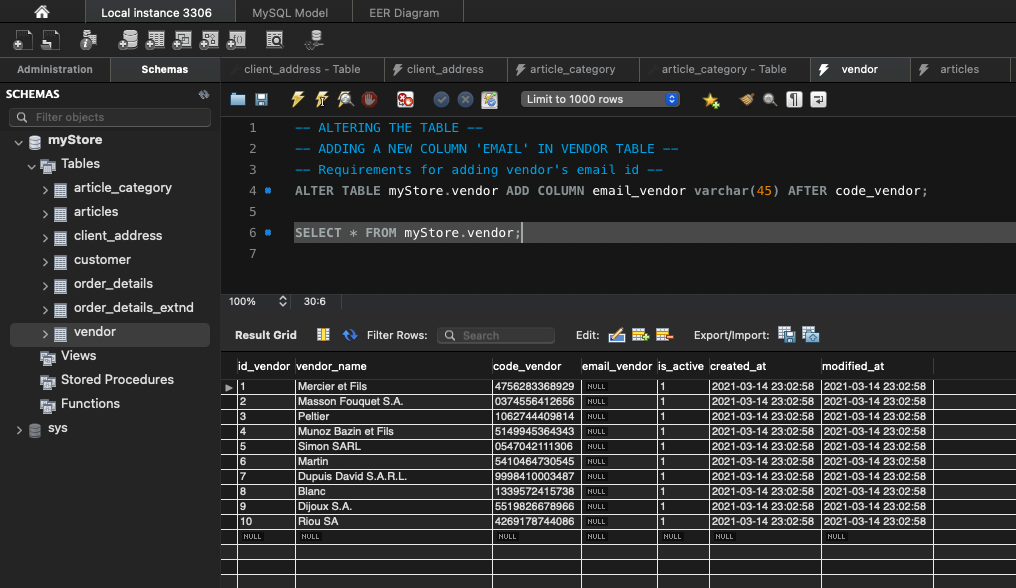 Local instance 3306 MySQL Model EER Diagram
Administration Schemas client_address - Table client_address article_category article_category - Table vendor articles
SCHEMAS
Filter objects
myStore
Tables
article_category
articles
client_address
customer
order_details
order_details_extnd
vendor
Views
Stored Procedures
Functions
sys
Limit to 1000 rows
1 -- ALTERING THE TABLE --
2 -- ADDING A NEW COLUMN 'EMAIL' IN VENDOR TABLE --
3 -- Requirements for adding vendor's email id --
4 ALTER TABLE myStore.vendor ADD COLUMN email_vendor varchar(45) AFTER code_vendor;
5
6 SELECT * FROM myStore.vendor;
7
100% 30:6
Result Grid Filter Rows: Search Edit: Export/Import:
id_vendor vendor_name code_vendor email_vendor is_active created_at modified_at
1 Mercier et Fils 4756283368929 NULL 1 2021-03-14 23:02:58 2021-03-14 23:02:58
2 Masson Fouquet S.A. 0374556412656 NULL 1 2021-03-14 23:02:58 2021-03-14 23:02:58
3 Peltier 1062744409814 NULL 1 2021-03-14 23:02:58 2021-03-14 23:02:58
4 Munoz Bazin et Fils 5149945364343 NULL 1 2021-03-14 23:02:58 2021-03-14 23:02:58
5 Simon SARL 0547042111306 NULL 1 2021-03-14 23:02:58 2021-03-14 23:02:58
6 Martin 5410464730545 NULL 1 2021-03-14 23:02:58 2021-03-14 23:02:58
7 Dupuis David S.A.R.L. 9998410003487 NULL 1 2021-03-14 23:02:58 2021-03-14 23:02:58
8 Blanc 1339572415738 NULL 1 2021-03-14 23:02:58 2021-03-14 23:02:58
9 Dijoux S.A. 5519826678966 NULL 1 2021-03-14 23:02:58 2021-03-14 23:02:58
10 Riou SA 4269178744086 NULL 1 2021-03-14 23:02:58 2021-03-14 23:02:58
NULL NULL NULL NULL NULL NULL NULL